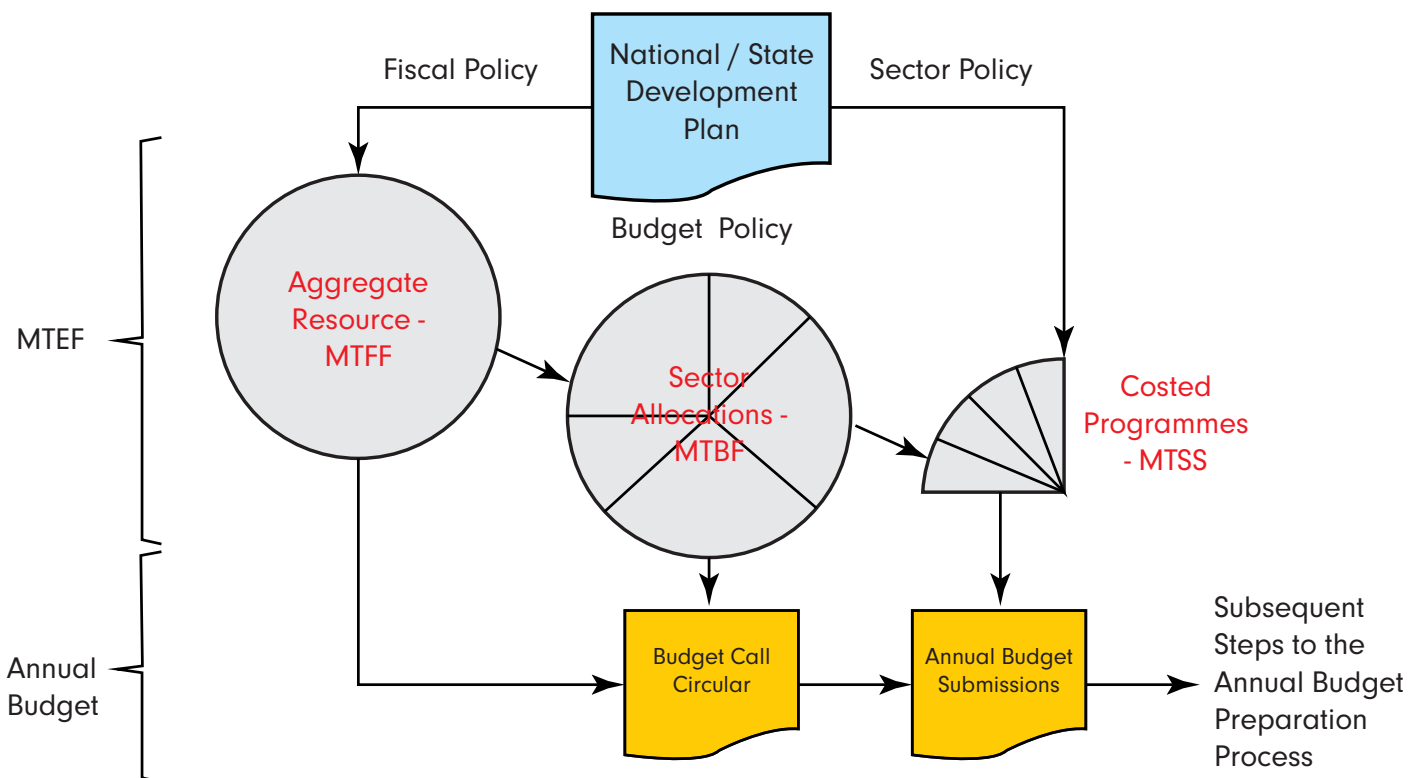 Fiscal Policy
National / State
Development
Plan
Sector Policy
Budget Policy
MTEF
Aggregate
Resource -
MTFF
Sector
Allocations -
MTBF
Costed
Programmes
- MTSS
Annual
Budget
Budget Call
Circular
Annual Budget
Submissions
Subsequent
Steps to the
Annual Budget
Preparation
Process